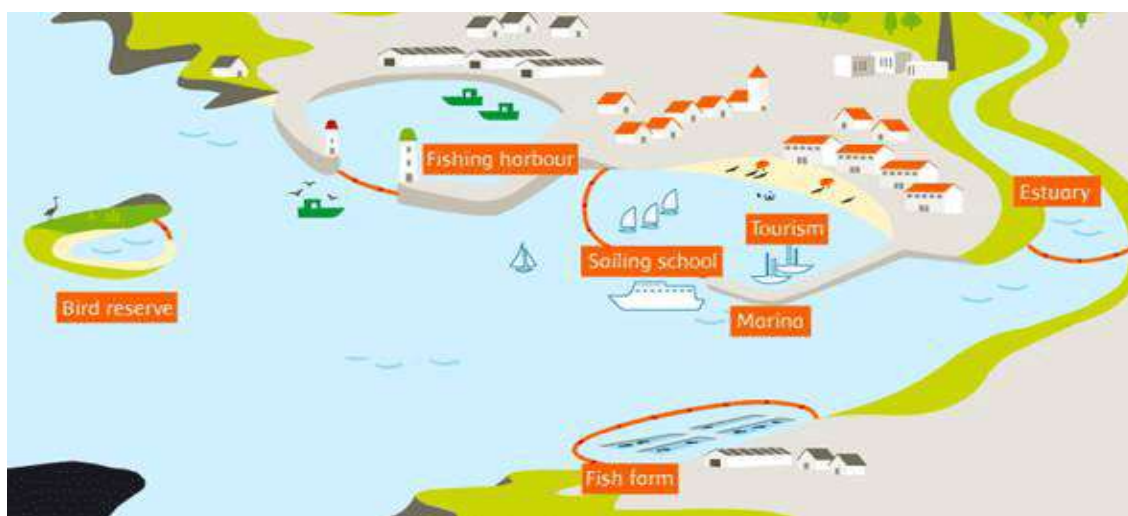 Fishing harbour
Estuary
Tourism
Sailing school
Bird reserve
Marina
Fish farm